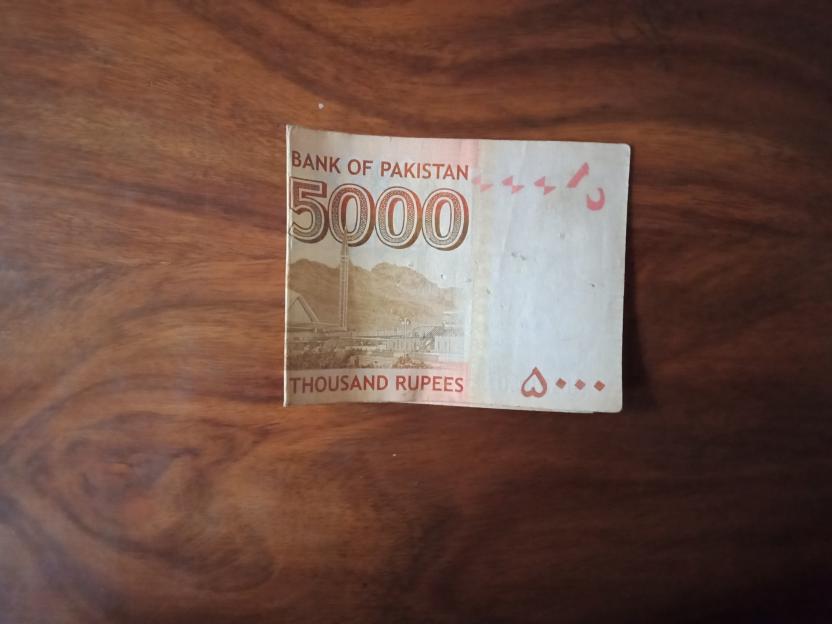 BANK OF PAKISTAN
5000
THOUSAND RUPEES
۵۰۰۰